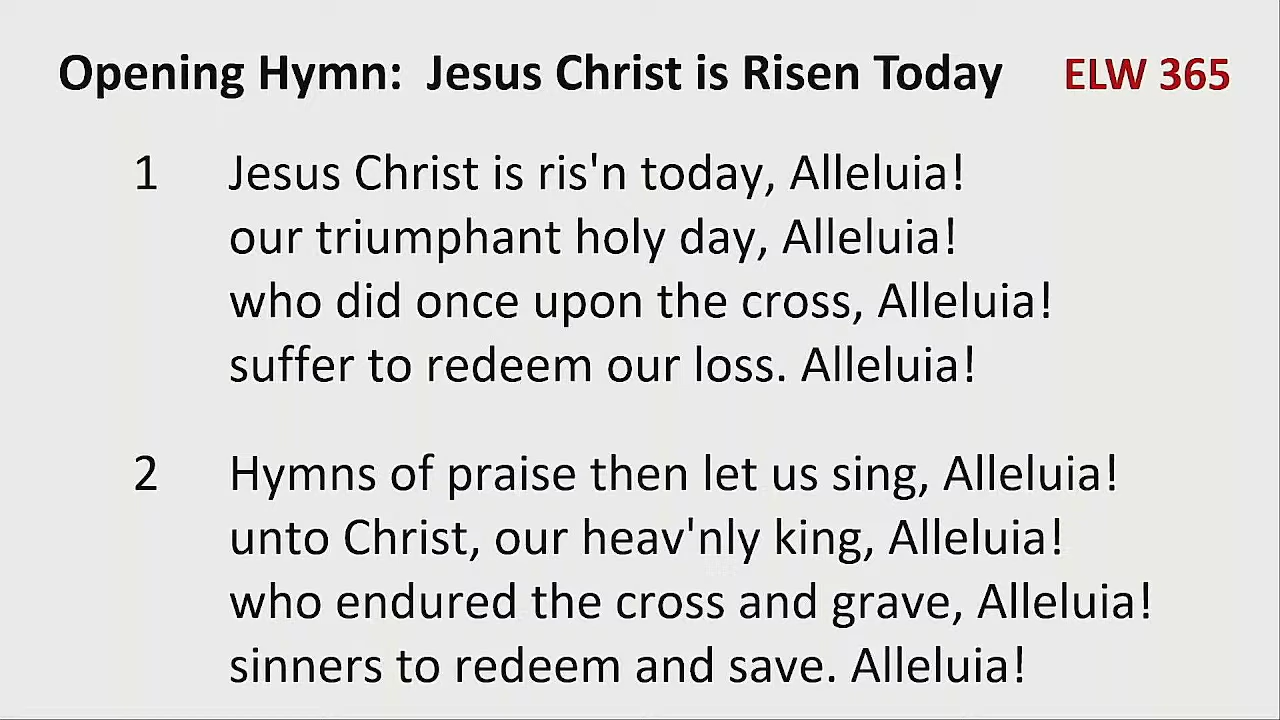 Opening Hymn: Jesus Christ is Risen Today ELW 365
1 Jesus Christ is ris'n today, Alleluia!
our triumphant holy day, Alleluia!
who did once upon the cross, Alleluia!
suffer to redeem our loss. Alleluia!
2 Hymns of praise then let us sing, Alleluia!
unto Christ, our heav'nly king, Alleluia!
who endured the cross and grave, Alleluia!
sinners to redeem and save. Alleluia!